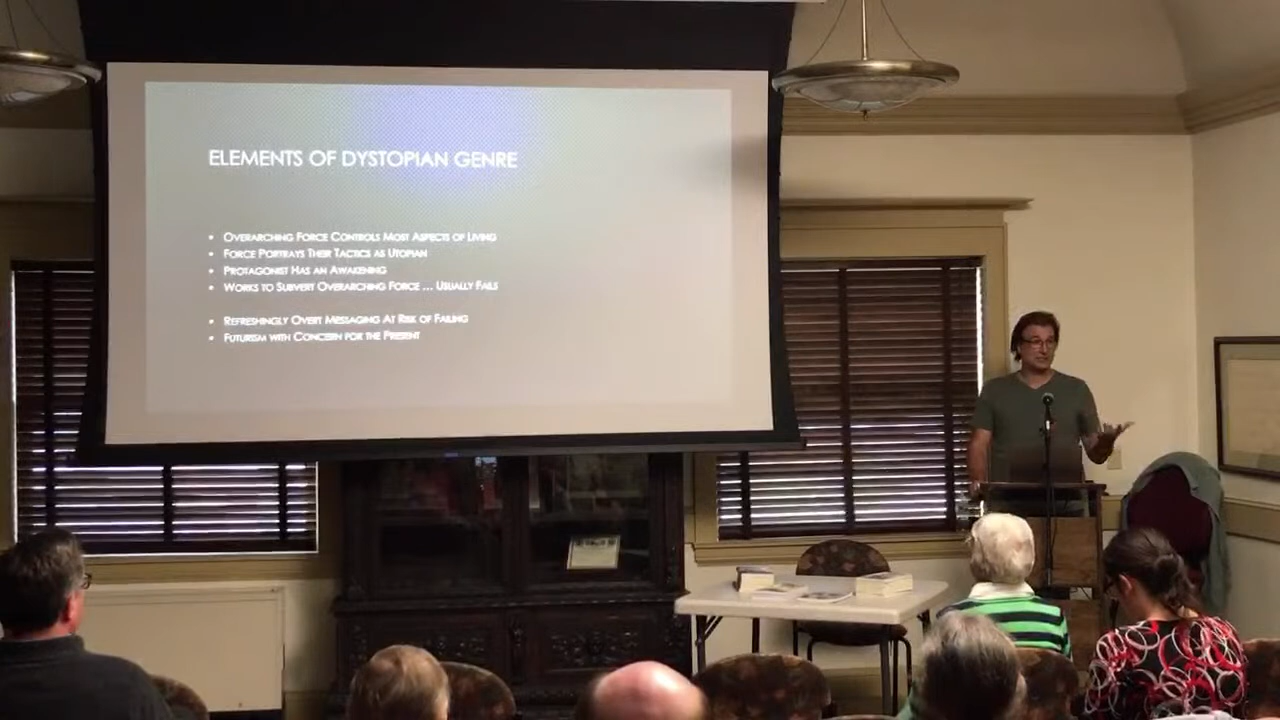 ELEMENTS OF DYSTOPIAN GENRE
• OVERARCHING FORCE CONTROLS MOST ASPECTS OF LIVING
• FORCE PORTRAYS THEIR TACTICS AS UTOPIAN
• PROTAGONIST HAS AN AWAKENING
• WORKS TO SUBVERT OVERARCHING FORCE ... USUALLY FAILS
• REFRESHINGLY OVERT MESSAGING AT RISK OF FAILING
• FUTURISM WITH CONCERN FOR THE PRESENT